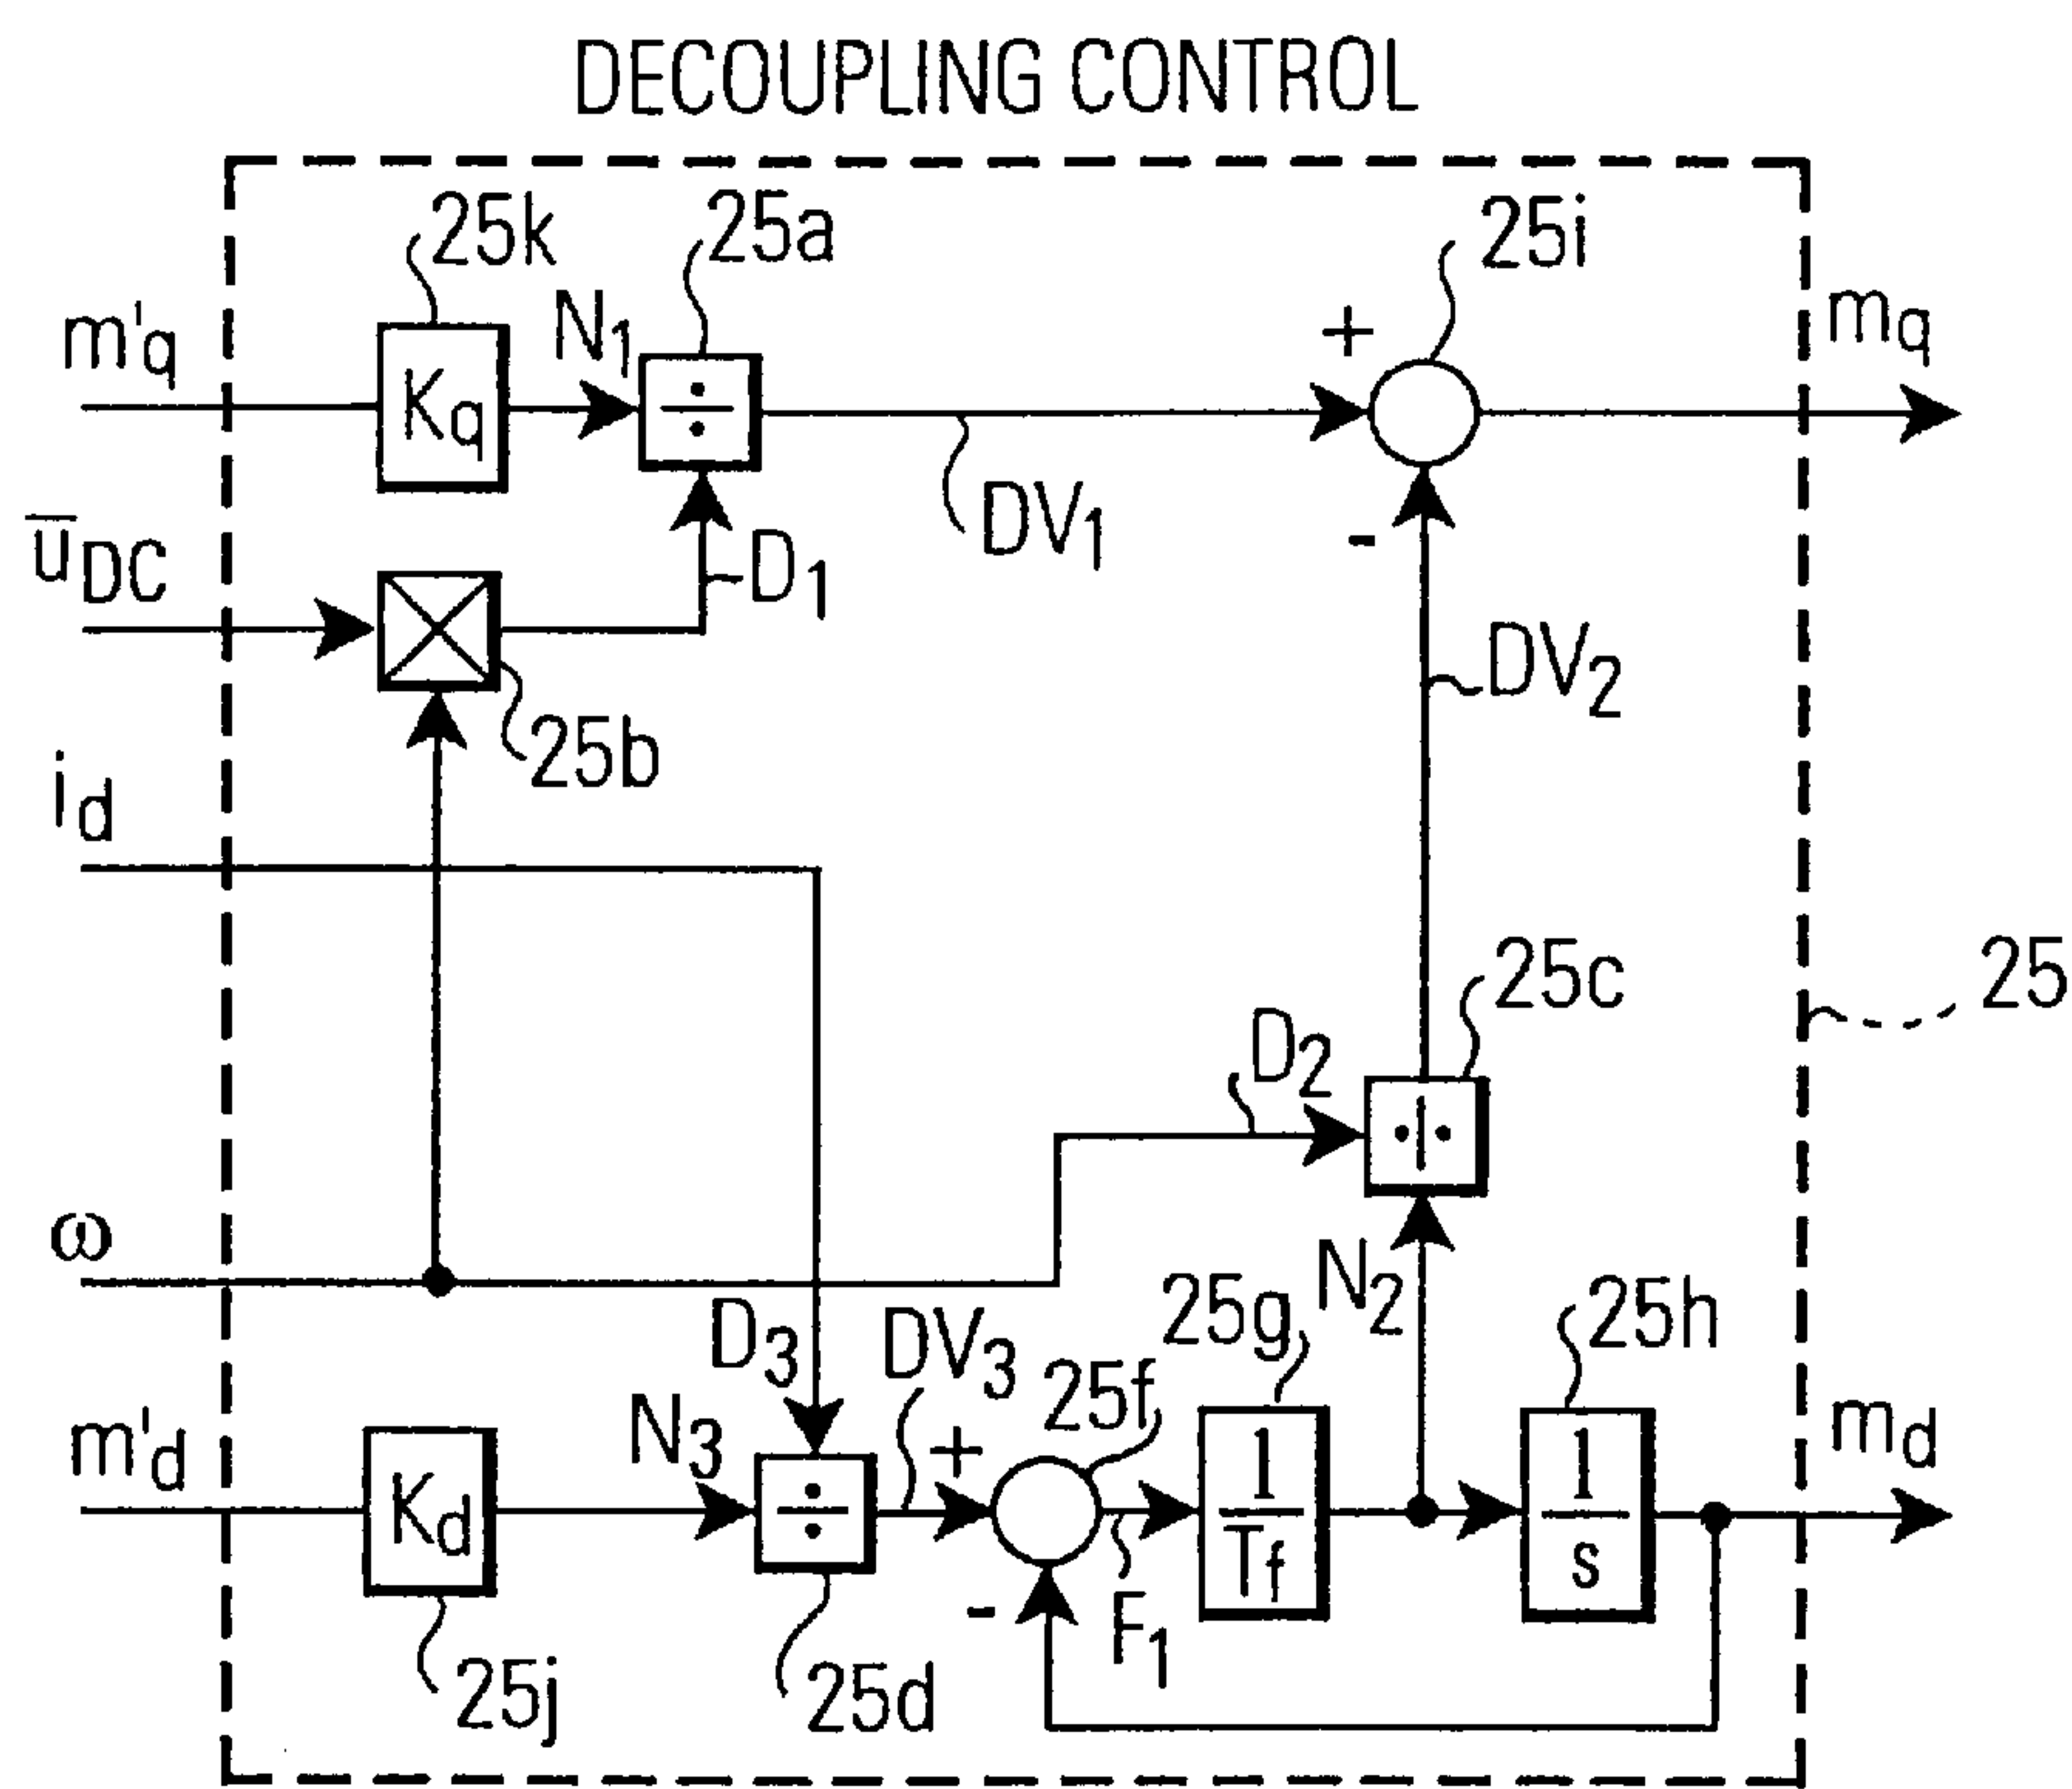 DECOUPLING CONTROL
25k
25a
25i
m'q
Kq
N1
÷
+
mq
u̅DC
D1
DV1
-
25b
DV2
id
25c
25
D2
÷
ω
D3
DV3
25g
N2
25h
25f
m'd
Kd
N3
÷
+
1
Tf
1
s
md
-
F1
25j
25d